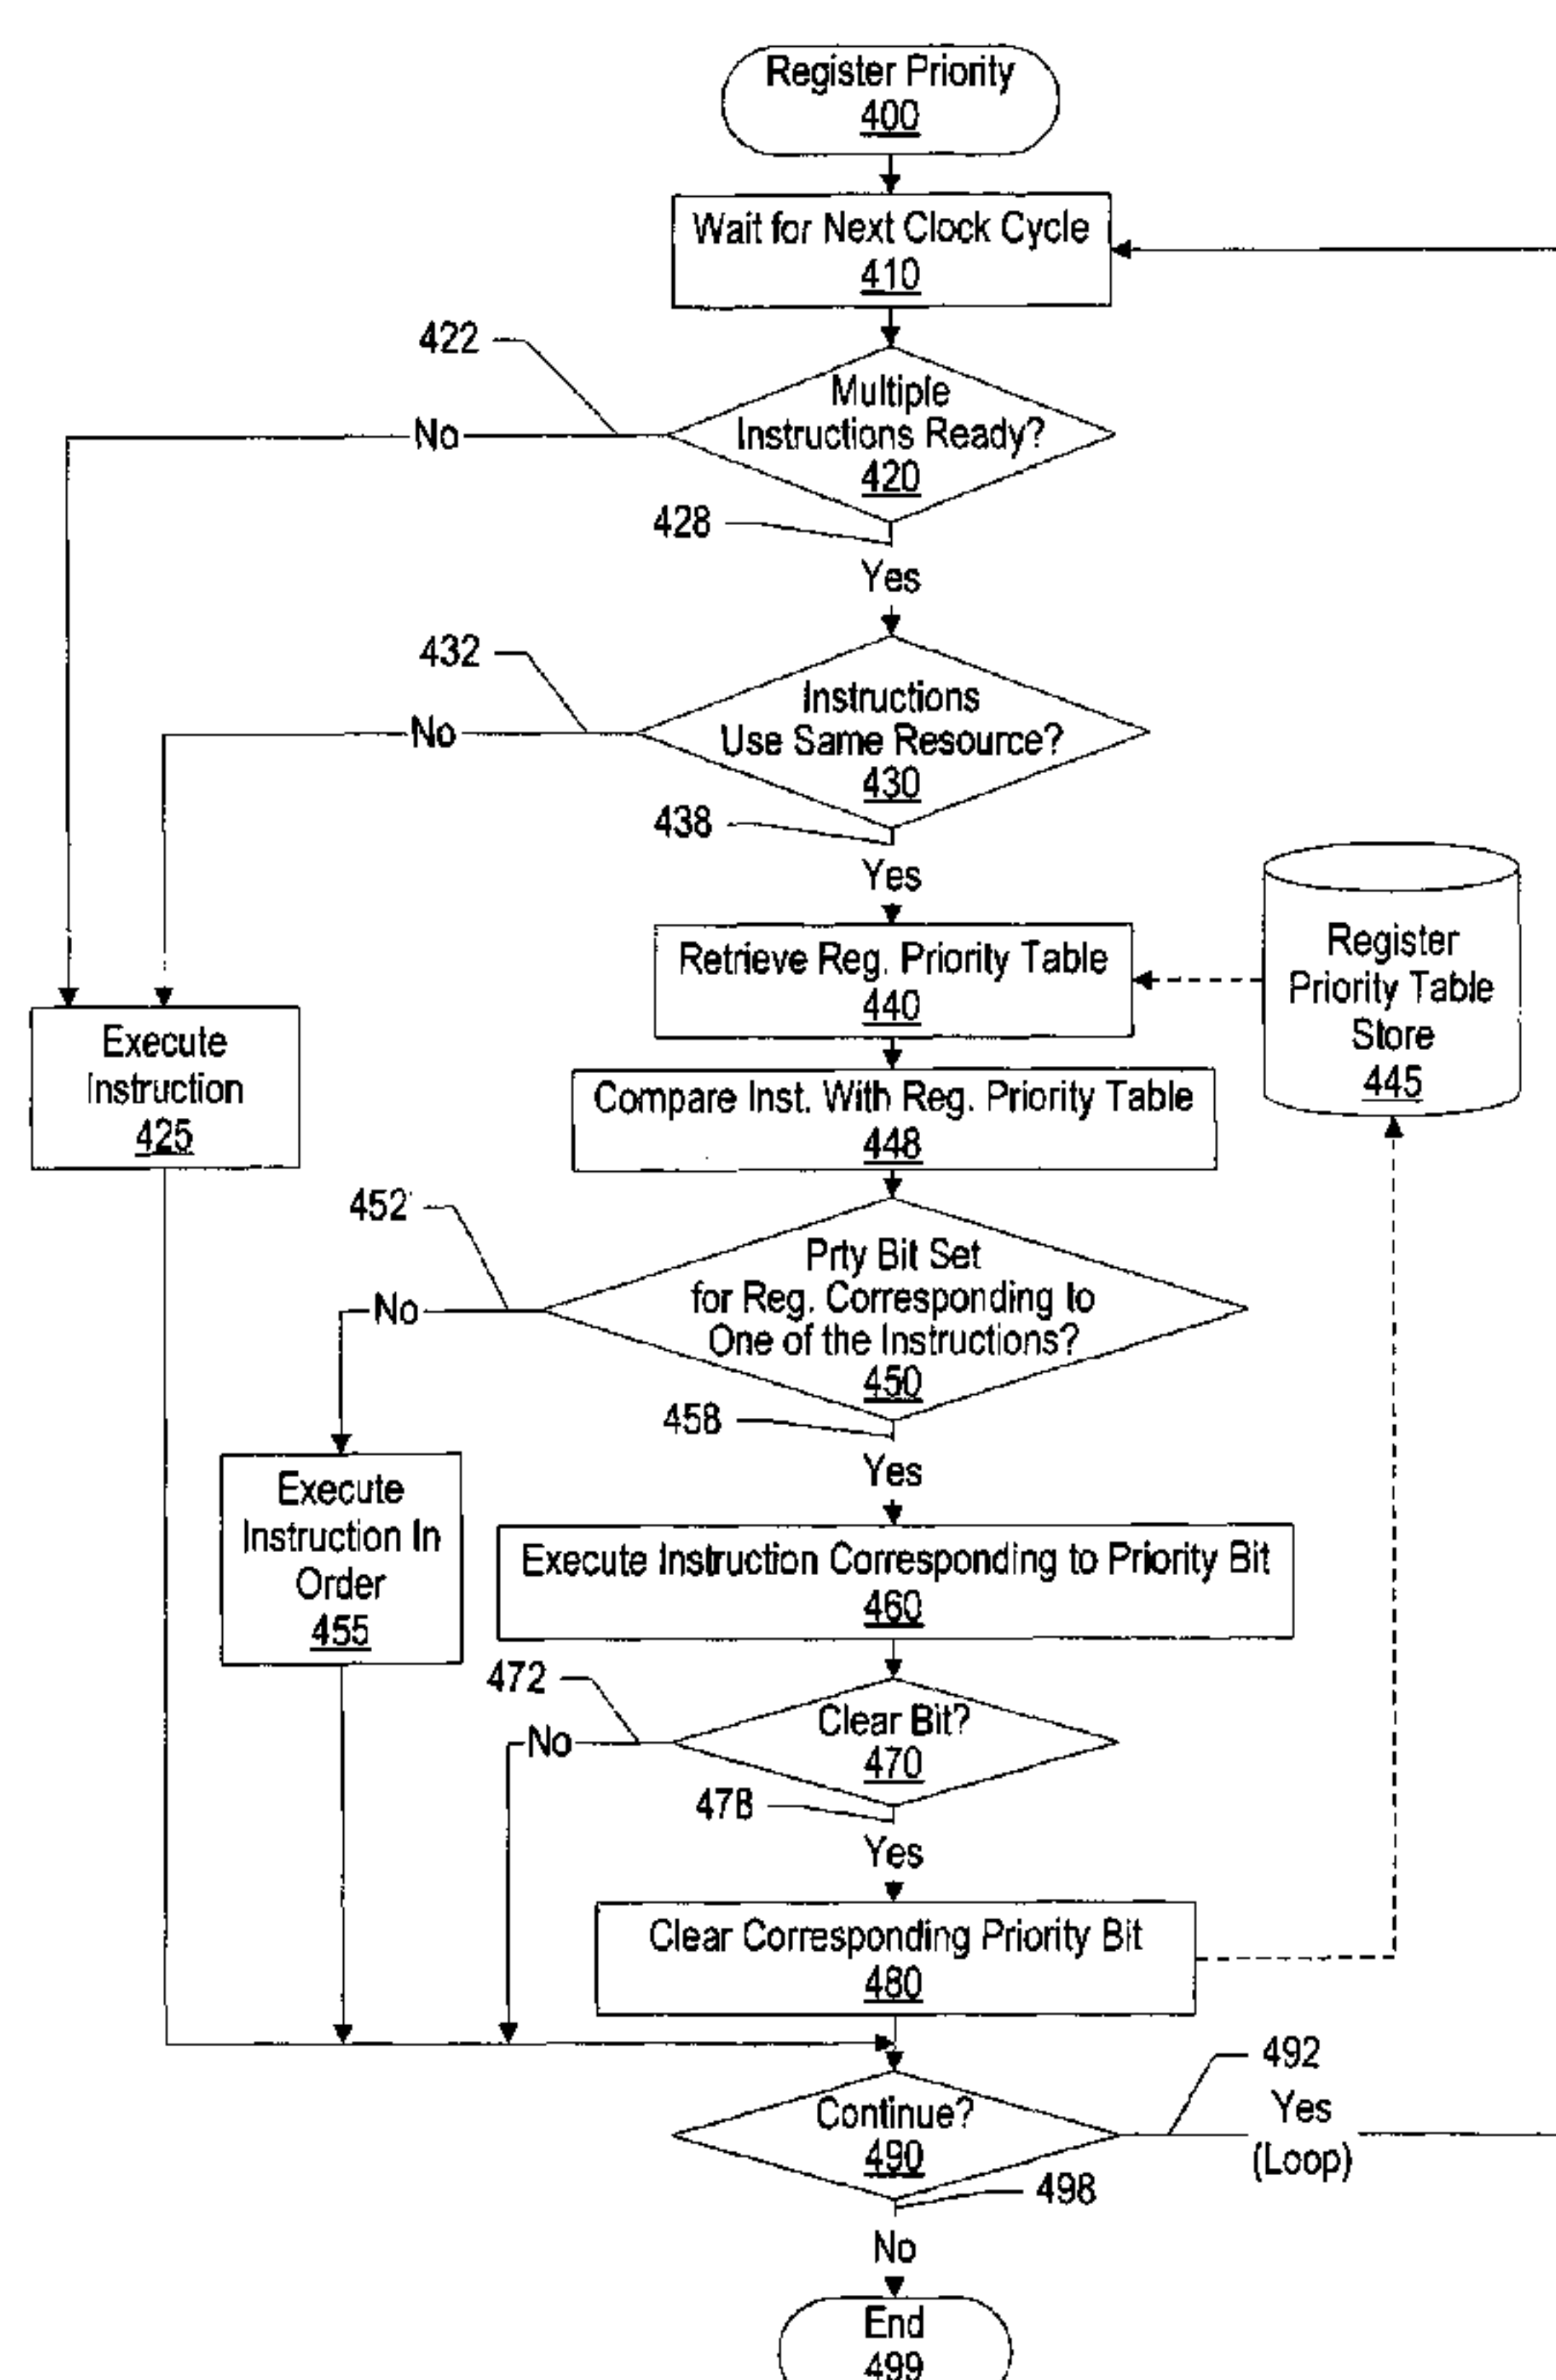 Register Priority
400
Wait for Next Clock Cycle
410
422
Multiple
Instructions Ready?
420
No
428
Yes
432
Instructions
Use Same Resource?
430
No
438
Yes
Retrieve Reg. Priority Table
440
Register
Priority Table
Store
445
Execute
Instruction
425
Compare Inst. With Reg. Priority Table
448
452
Prty Bit Set
for Reg. Corresponding to
One of the Instructions?
450
No
458
Yes
Execute
Instruction In
Order
455
Execute Instruction Corresponding to Priority Bit
460
472
Clear Bit?
470
No
478
Yes
Clear Corresponding Priority Bit
480
492
Continue?
490
Yes
(Loop)
498
No
End
499